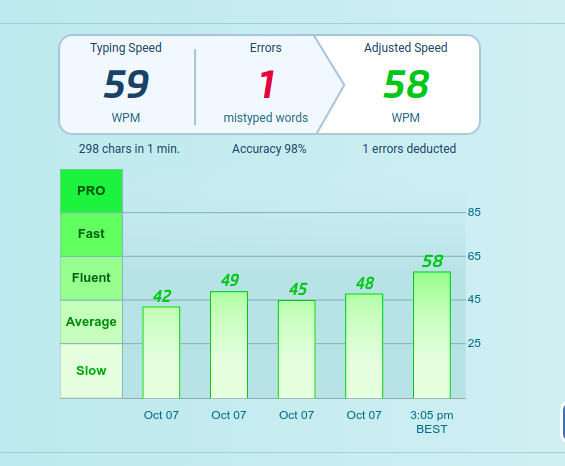 Typing Speed Errors Adjusted Speed
59 1 58
WPM mistyped words WPM
298 chars in 1 min. Accuracy 98% 1 errors deducted
PRO
85
Fast
65
58
Fluent
49
48
45
42
45
Average
25
Slow
Oct 07 Oct 07 Oct 07 Oct 07 3:05 pm
BEST